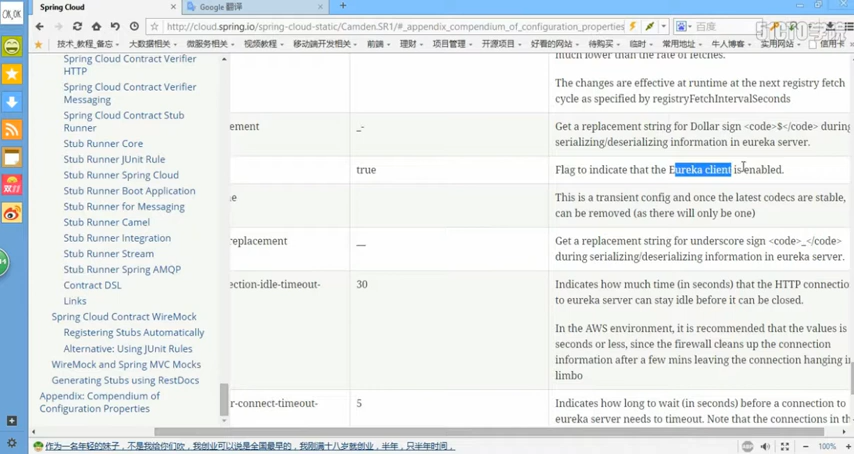 Spring Cloud
Google 翻译
OK,OK
http://cloud.spring.io/spring-cloud-static/Camden.SR1/#_appendix_compendium_of_configuration_properties
百度
51CTO学院
技术_教程_备忘
大数据相关
微服务相关
视频教程
移动端开发相关
前端
理财
项目管理
开源项目
好看的网站
待购买
临时
常用地址
牛人博客
实用网站
信用卡
Spring Cloud Contract Verifier
HTTP
Spring Cloud Contract Verifier
Messaging
Spring Cloud Contract Stub
Runner
Stub Runner Core
Stub Runner JUnit Rule
Stub Runner Spring Cloud
Stub Runner Boot Application
Stub Runner for Messaging
Stub Runner Camel
Stub Runner Integration
Stub Runner Stream
Stub Runner Spring AMQP
Contract DSL
Links
Spring Cloud Contract WireMock
Registering Stubs Automatically
Alternative: Using JUnit Rules
WireMock and Spring MVC Mocks
Generating Stubs using RestDocs
Appendix: Compendium of
Configuration Properties
much lower than the rate of fetches.
The changes are effective at runtime at the next registry fetch
cycle as specified by registryFetchIntervalSeconds
ement
_-
Get a replacement string for Dollar sign <code>$</code> during
serializing/deserializing information in eureka server.
true
Flag to indicate that the Eureka client is enabled.
ne
This is a transient config and once the latest codecs are stable,
can be removed (as there will only be one)
replacement
__
Get a replacement string for underscore sign <code>_</code>
during serializing/deserializing information in eureka server.
ection-idle-timeout-
30
Indicates how much time (in seconds) that the HTTP connectio
to eureka server can stay idle before it can be closed.
In the AWS environment, it is recommended that the values is
seconds or less, since the firewall cleans up the connection
information after a few mins leaving the connection hanging in
limbo
r-connect-timeout-
5
Indicates how long to wait (in seconds) before a connection to
eureka server needs to timeout. Note that the connections in th
作为一名年轻的妹子，不是我给你们吹，我创业可以说是全国最早的，我刚满十八岁就创业，半年，只半年时间，
100%